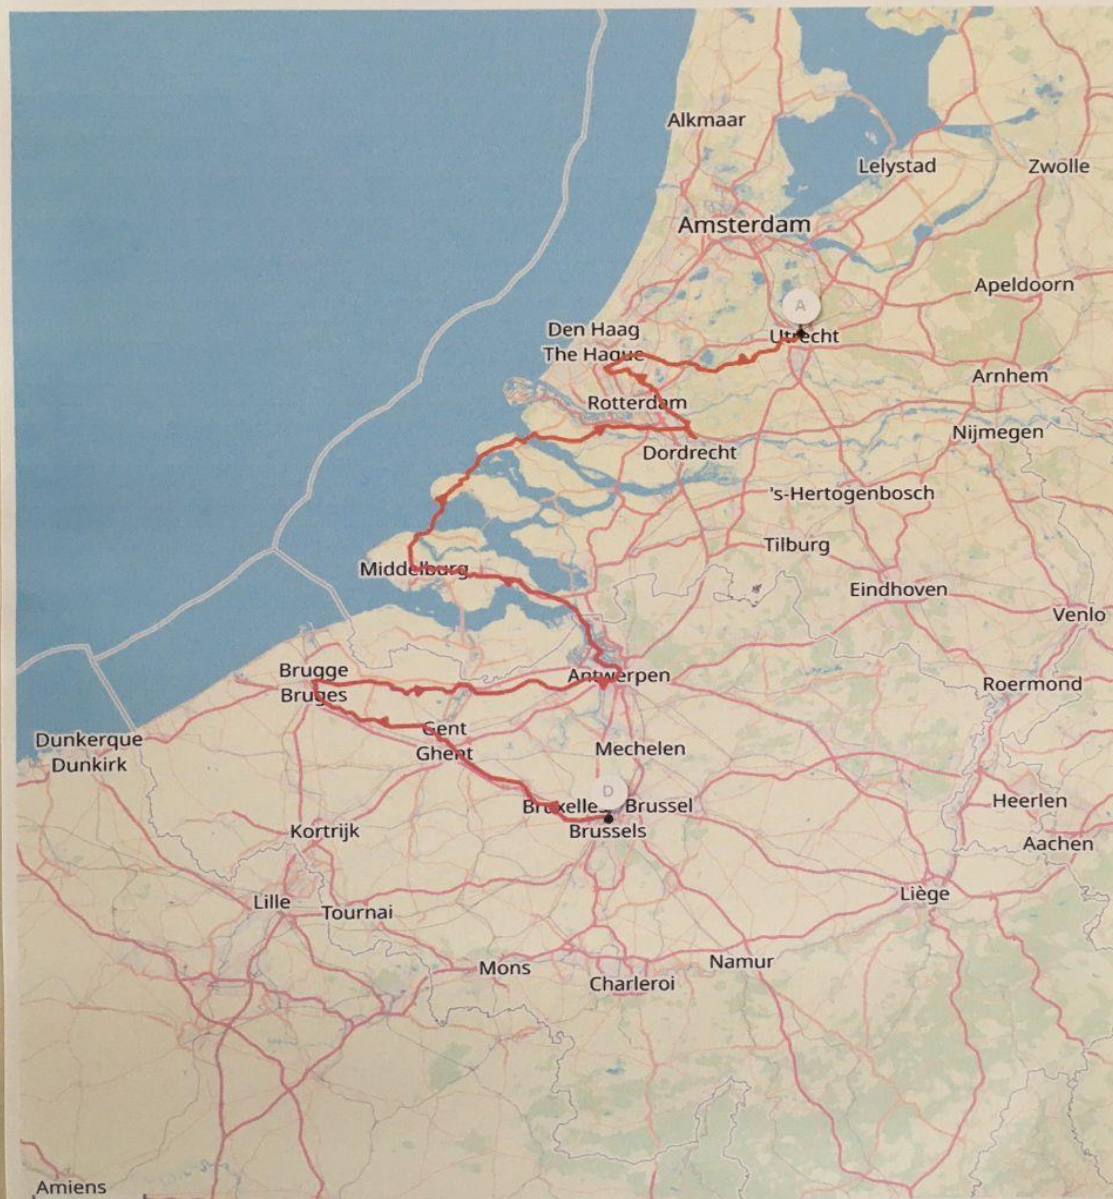 Alkmaar
Lelystad
Zwolle
Amsterdam
Apeldoorn
A
Den Haag
The Hague
Utrecht
Arnhem
Rotterdam
Nijmegen
Dordrecht
's-Hertogenbosch
Tilburg
Middelburg
Eindhoven
Venlo
Brugge
Bruges
Antwerpen
Roermond
Gent
Ghent
Dunkerque
Dunkirk
Mechelen
D
Bruxelles Brussel
Brussels
Heerlen
Kortrijk
Aachen
Lille
Tournai
Liège
Mons
Namur
Charleroi
Amiens